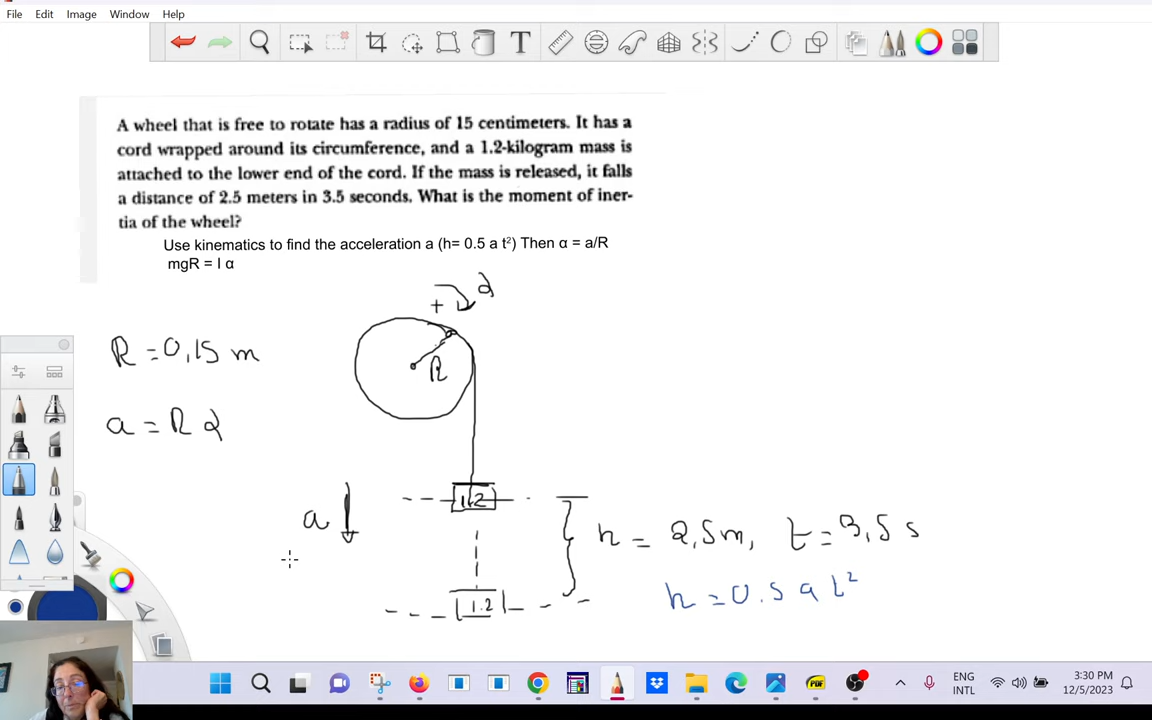 File Edit Image Window Help
A wheel that is free to rotate has a radius of 15 centimeters. It has a
cord wrapped around its circumference, and a 1.2-kilogram mass is
attached to the lower end of the cord. If the mass is released, it falls
a distance of 2.5 meters in 3.5 seconds. What is the moment of iner-
tia of the wheel?
Use kinematics to find the acceleration a (h= 0.5 a t²) Then α = a/R
mgR = I α
+ α
R = 0,15 m
R
a = R α
1.2
a
h = 2,5m, t = 3,5 s
h = 0.5 a t²
1.2
ENG
INTL
3:30 PM
12/5/2023